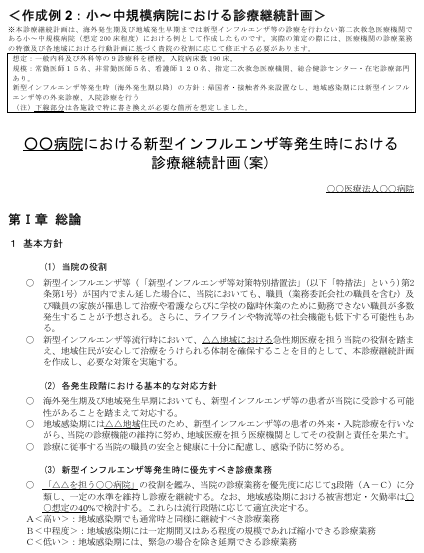 ＜作成例２：小～中規模病院における診療継続計画＞
※本診療継続計画は、海外発生期及び地域発生早期までは新型インフルエンザ等の診療を行わない第二次救急医療機関で
ある小～中規模病院（想定200床程度）における例として作成したものです。実際の策定の際には、医療機関の診療業務
の特徴及び各地域における行動計画に基づく貴院の役割に応じて修正する必要があります。
想定：一般内科及び外科等の９診療科を標榜。入院病床数190床。
規模：常勤医師１５名、非常勤医師５名、看護師１２０名、指定二次救急医療機関、総合健診センター・在宅診療部門
あり。
新型インフルエンザ等発生時（海外発生期以降）の方針：帰国者・接触者外来設置なし、地域感染期には新型インフル
エンザ等の外来診療、入院診療を行う
（注）下線部分は各施設で特に書き換えが必要な箇所を想定しました。
〇〇病院における新型インフルエンザ等発生時における
診療継続計画（案）
〇〇医療法人〇〇病院
第Ⅰ章 総論
１ 基本方針
（1）当院の役割
〇 新型インフルエンザ等（「新型インフルエンザ等対策特別措置法」（以下「特措法」という）第2
条第1号）が国内でまん延した場合に、当院においても、職員（業務委託会社の職員を含む）及
び職員の家族が罹患して治療や看護ならびに学校の臨時休業のために勤務できない職員が多数
発生することが予想される。さらに、ライフラインや物流等の社会機能も低下する可能性もあ
る。
〇 新型インフルエンザ等流行時において、△△地域における急性期医療を担う当院の役割を踏ま
え、地域住民が安心して治療をうけられる体制を確保することを目的として、本診療継続計画
を作成し、必要な対策を実施する。
（2）各発生段階における基本的な対応方針
〇 海外発生期及び地域発生早期においても、新型インフルエンザ等の患者が当院に受診する可能
性があることを踏まえて対応する。
〇 地域感染期には△△地域住民のため、新型インフルエンザ等の患者の外来・入院診療を行いな
がら、当院の診療機能の維持に努め、地域医療を担う医療機関としてその役割と責任を果たす。
〇 診療に従事する当院の職員の安全と健康に十分に配慮し、感染予防に努める。
（3）新型インフルエンザ等発生時に優先すべき診療業務
〇 「△△を担う〇〇病院」の役割を鑑み、当院の診療業務を優先度に応じて3段階（Ａ－Ｃ）に分
類し、一定の水準を維持し診療を継続する。なお、地域感染期における被害想定・欠勤率は〇
〇想定の40%で検討する。これらは流行段階に応じて適宜決定する。
Ａ＜高い＞：地域感染期でも通常時と同様に継続すべき診療業務
Ｂ＜中程度＞：地域感染期には一定期間又はある程度の規模であれば縮小できる診療業務
Ｃ＜低い＞：地域感染期には、緊急の場合を除き延期できる診療業務